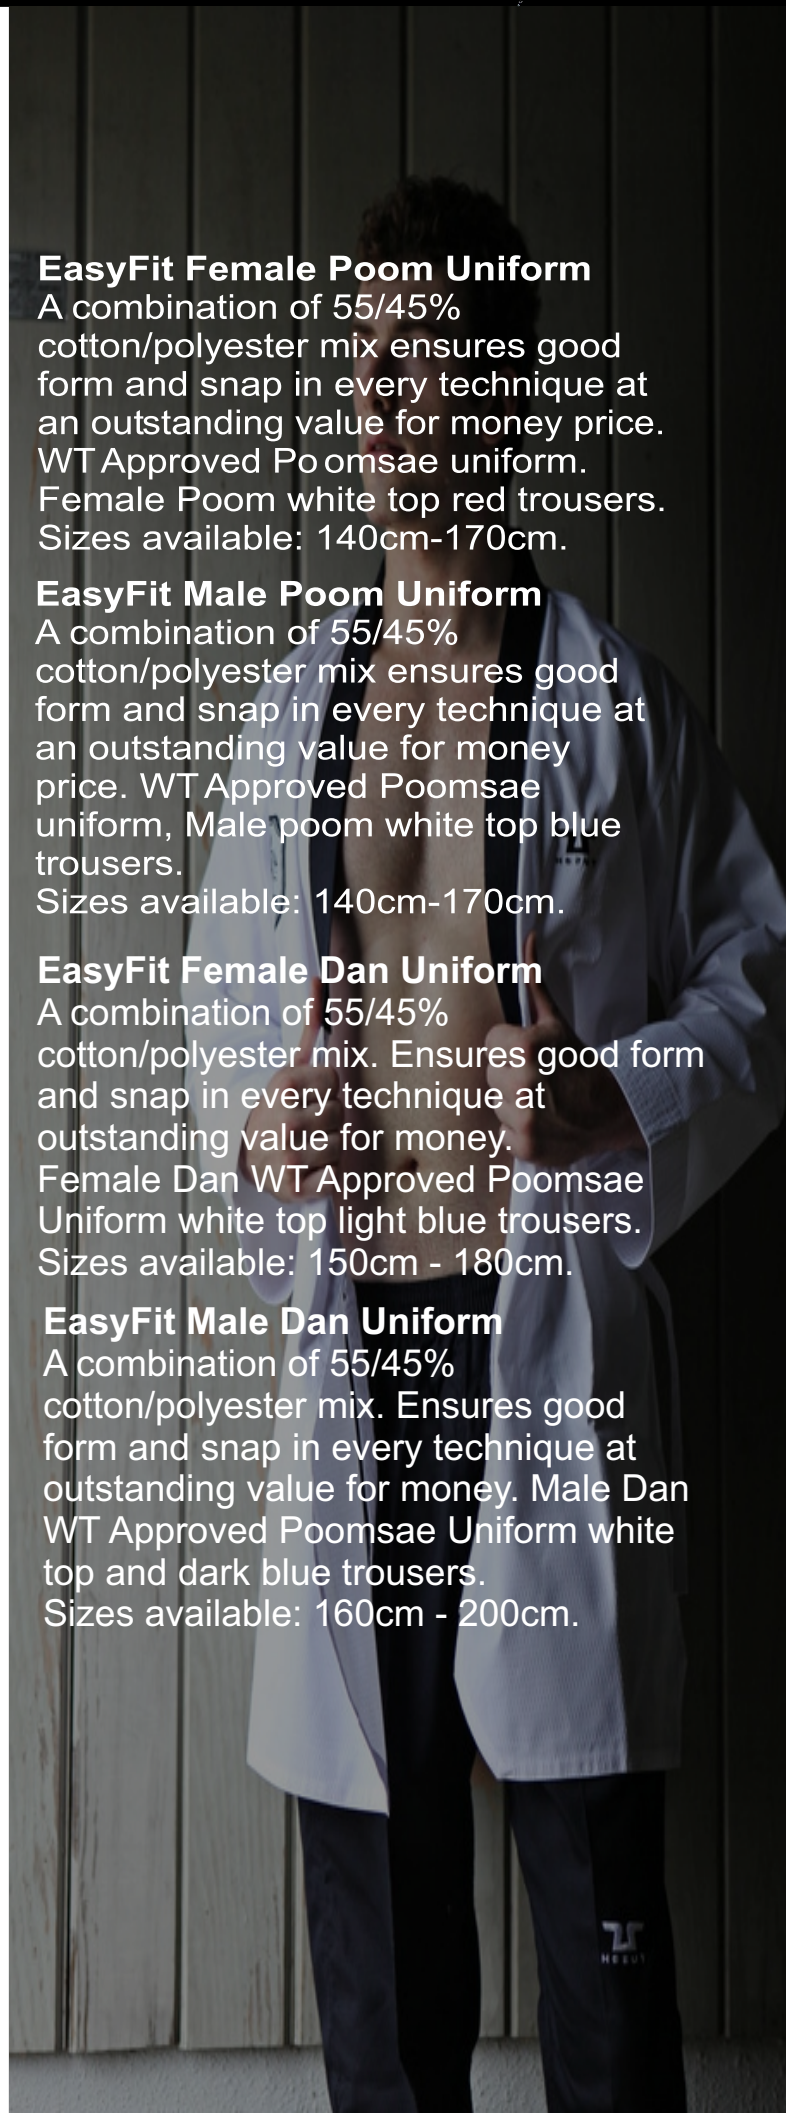 EasyFit Female Poom Uniform
A combination of 55/45%
cotton/polyester mix ensures good
form and snap in every technique at
an outstanding value for money price.
WT Approved Poomsae uniform.
Female Poom white top red trousers.
Sizes available: 140cm-170cm.
EasyFit Male Poom Uniform
A combination of 55/45%
cotton/polyester mix ensures good
form and snap in every technique at
an outstanding value for money
price. WT Approved Poomsae
uniform, Male poom white top blue
trousers.
Sizes available: 140cm-170cm.
EasyFit Female Dan Uniform
A combination of 55/45%
cotton/polyester mix. Ensures good form
and snap in every technique at
outstanding value for money.
Female Dan WT Approved Poomsae
Uniform white top light blue trousers.
Sizes available: 150cm - 180cm.
EasyFit Male Dan Uniform
A combination of 55/45%
cotton/polyester mix. Ensures good
form and snap in every technique at
outstanding value for money. Male Dan
WT Approved Poomsae Uniform white
top and dark blue trousers.
Sizes available: 160cm - 200cm.